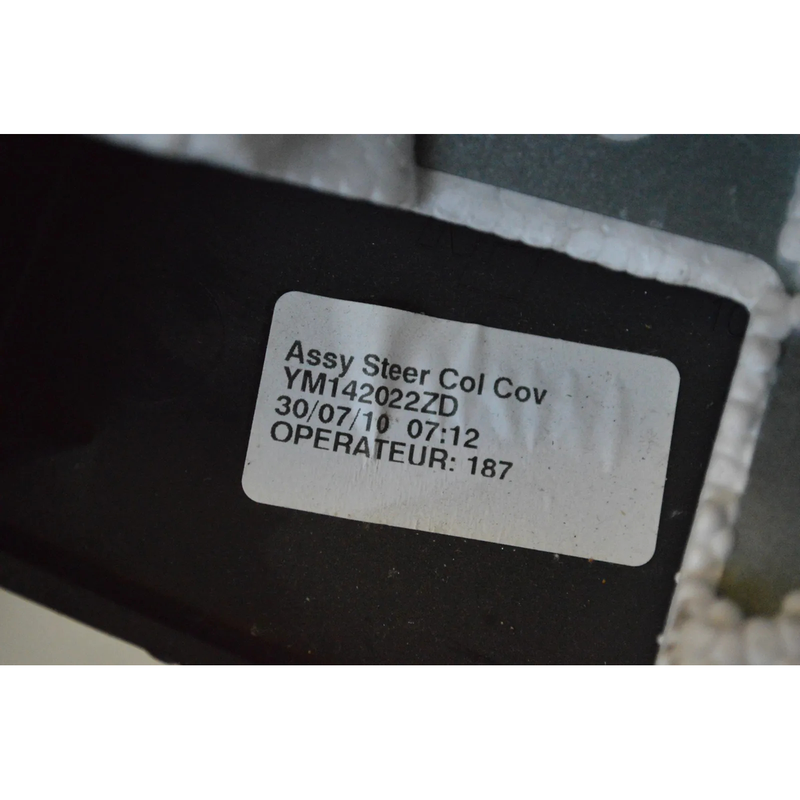 Assy Steer Col Cov
YM142022ZD
30/07/10 07:12
OPERATEUR: 187